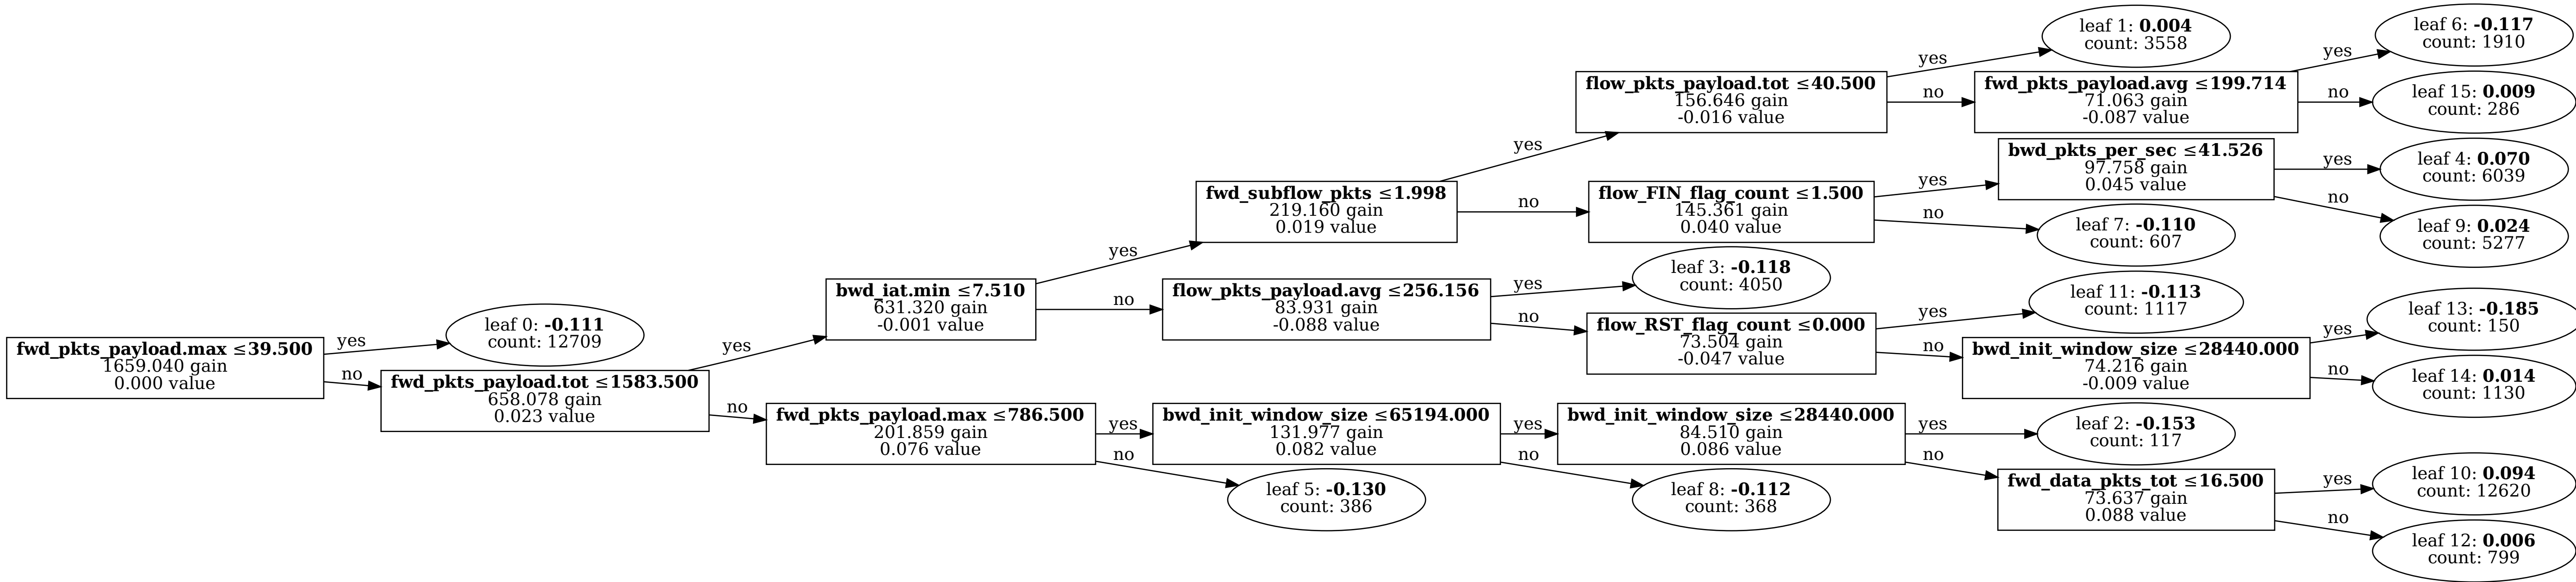 fwd_pkts_payload.max ≤39.500
1659.040 gain
0.000 value
yes
leaf 0: -0.111
count: 12709
no
fwd_pkts_payload.tot ≤1583.500
658.078 gain
0.023 value
yes
bwd_iat.min ≤7.510
631.320 gain
-0.001 value
yes
fwd_subflow_pkts ≤1.998
219.160 gain
0.019 value
yes
flow_pkts_payload.tot ≤40.500
156.646 gain
-0.016 value
yes
leaf 1: 0.004
count: 3558
no
fwd_pkts_payload.avg ≤199.714
71.063 gain
-0.087 value
yes
leaf 6: -0.117
count: 1910
no
leaf 15: 0.009
count: 286
no
flow_FIN_flag_count ≤1.500
145.361 gain
0.040 value
yes
bwd_pkts_per_sec ≤41.526
97.758 gain
0.045 value
yes
leaf 4: 0.070
count: 6039
no
leaf 9: 0.024
count: 5277
no
leaf 7: -0.110
count: 607
no
flow_pkts_payload.avg ≤256.156
83.931 gain
-0.088 value
yes
leaf 3: -0.118
count: 4050
no
flow_RST_flag_count ≤0.000
73.504 gain
-0.047 value
yes
leaf 11: -0.113
count: 1117
no
bwd_init_window_size ≤28440.000
74.216 gain
-0.009 value
yes
leaf 13: -0.185
count: 150
no
leaf 14: 0.014
count: 1130
no
fwd_pkts_payload.max ≤786.500
201.859 gain
0.076 value
yes
bwd_init_window_size ≤65194.000
131.977 gain
0.082 value
yes
bwd_init_window_size ≤28440.000
84.510 gain
0.086 value
yes
leaf 2: -0.153
count: 117
no
fwd_data_pkts_tot ≤16.500
73.637 gain
0.088 value
yes
leaf 10: 0.094
count: 12620
no
leaf 12: 0.006
count: 799
no
leaf 8: -0.112
count: 368
no
leaf 5: -0.130
count: 386